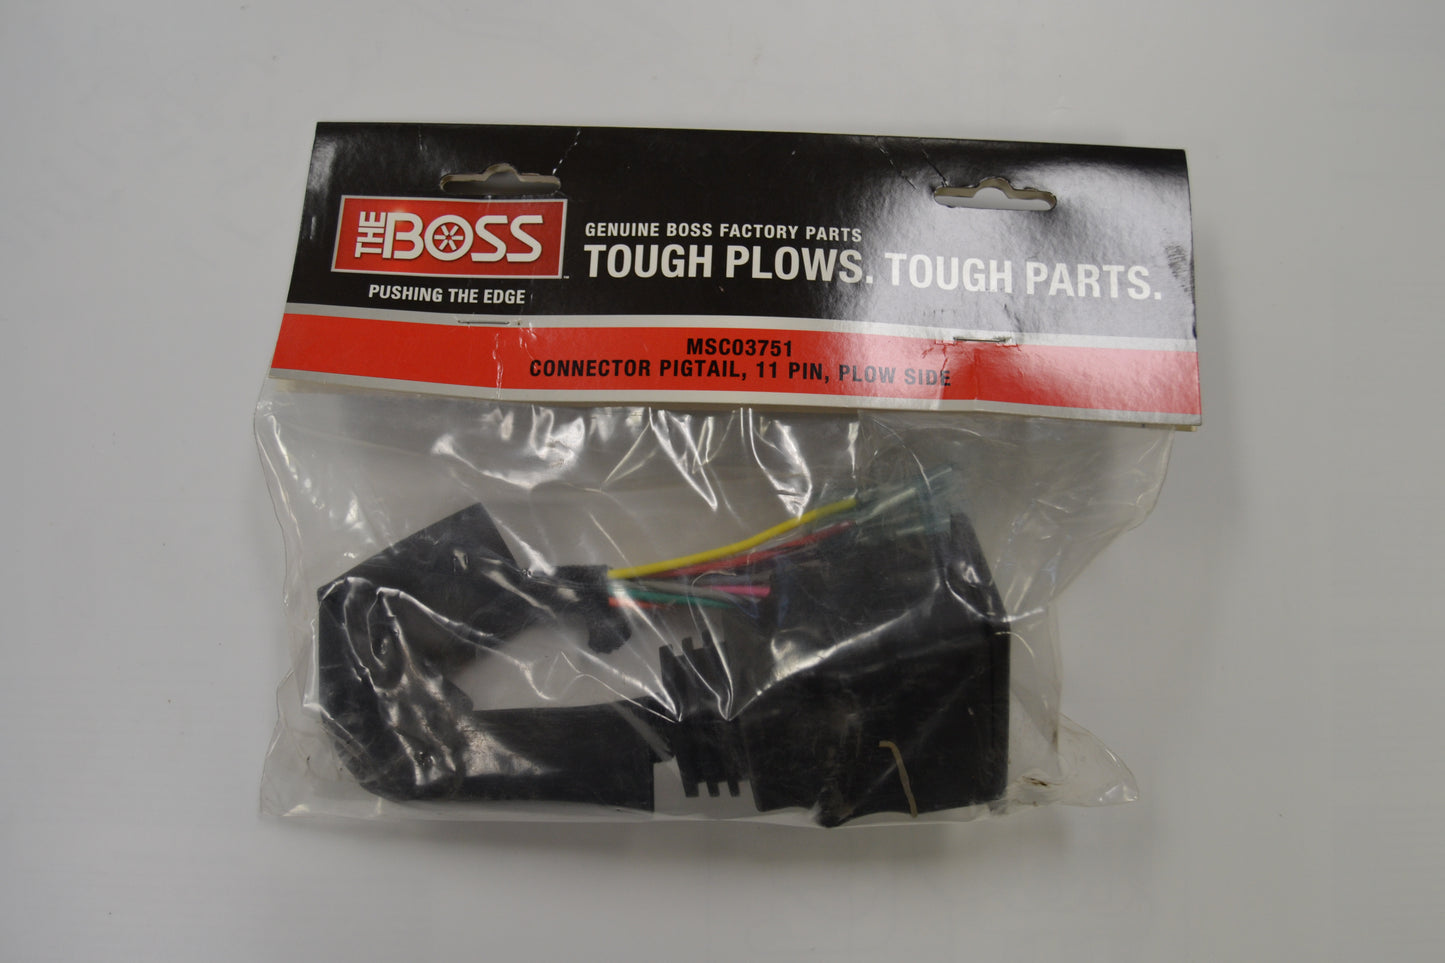 THE BOSS
PUSHING THE EDGE
GENUINE BOSS FACTORY PARTS
TOUGH PLOWS. TOUGH PARTS.
MSC03751
CONNECTOR PIGTAIL, 11 PIN, PLOW SIDE